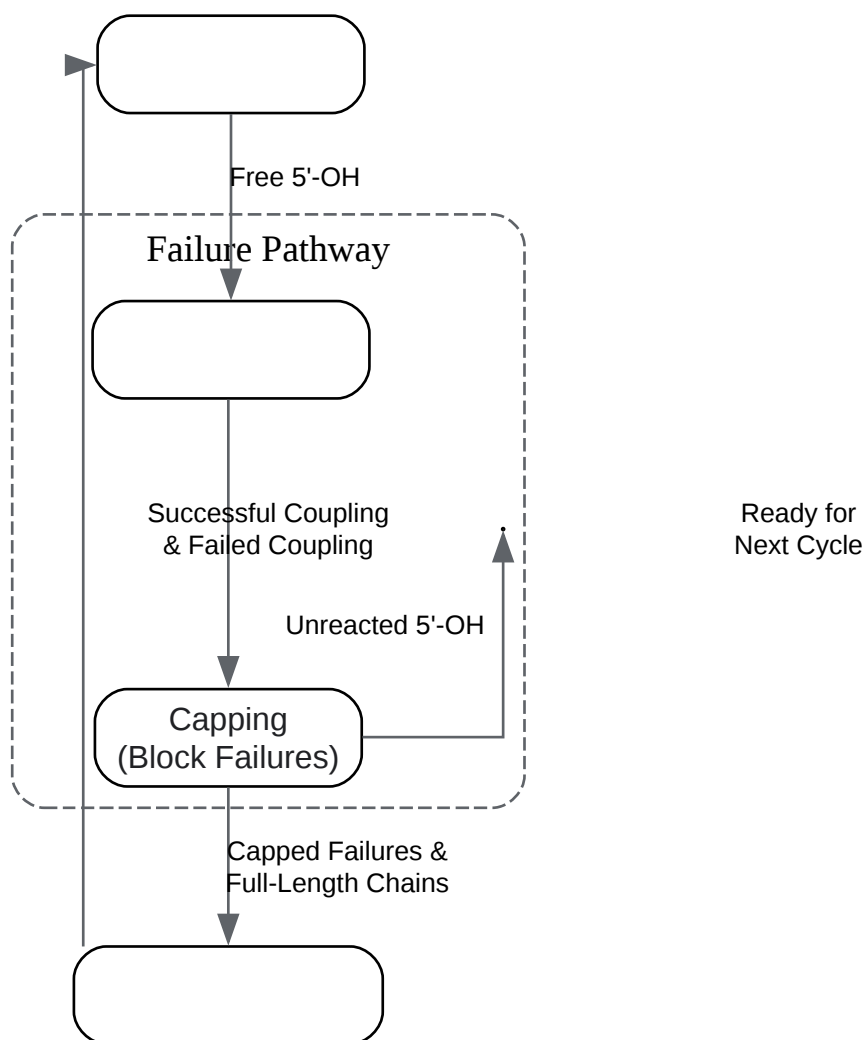 Free 5'-OH
Failure Pathway
Successful Coupling
& Failed Coupling
Ready for
Next Cycle
Unreacted 5'-OH
Capping
(Block Failures)
Capped Failures &
Full-Length Chains